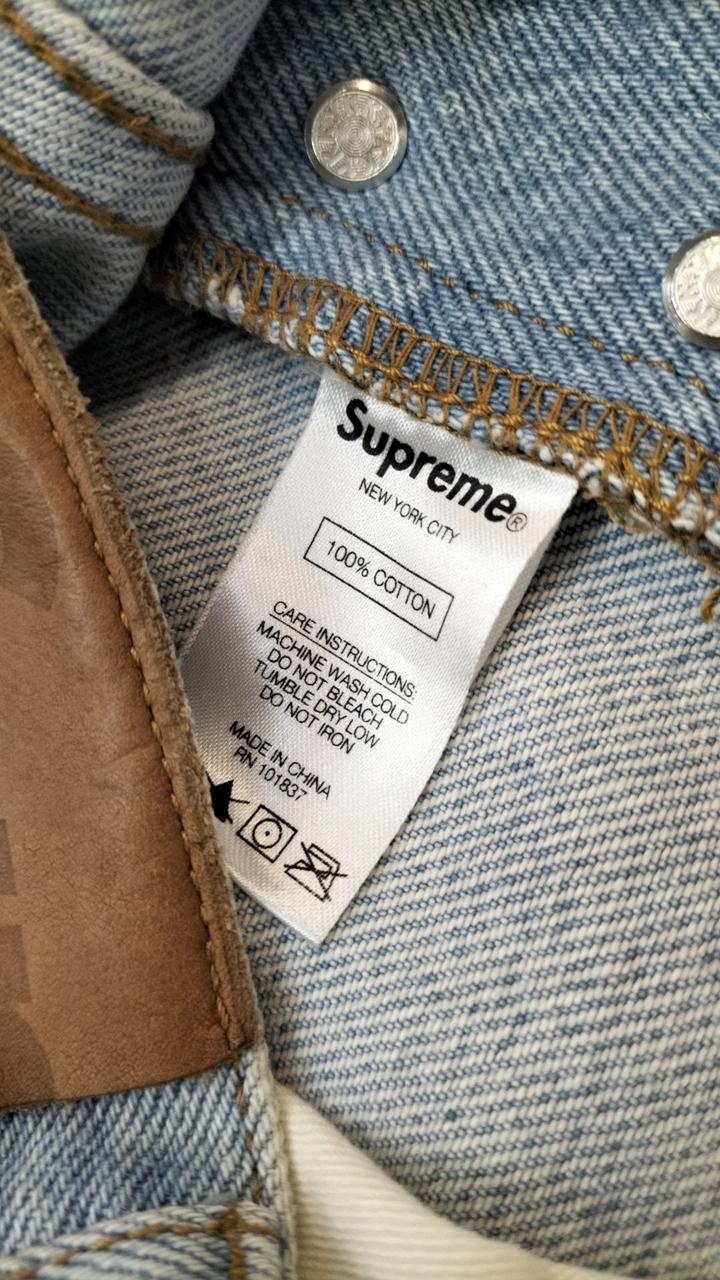 Supreme®
NEW YORK CITY
100% COTTON
CARE INSTRUCTIONS:
MACHINE WASH COLD
DO NOT BLEACH
TUMBLE DRY LOW
DO NOT IRON
MADE IN CHINA
RN 101837